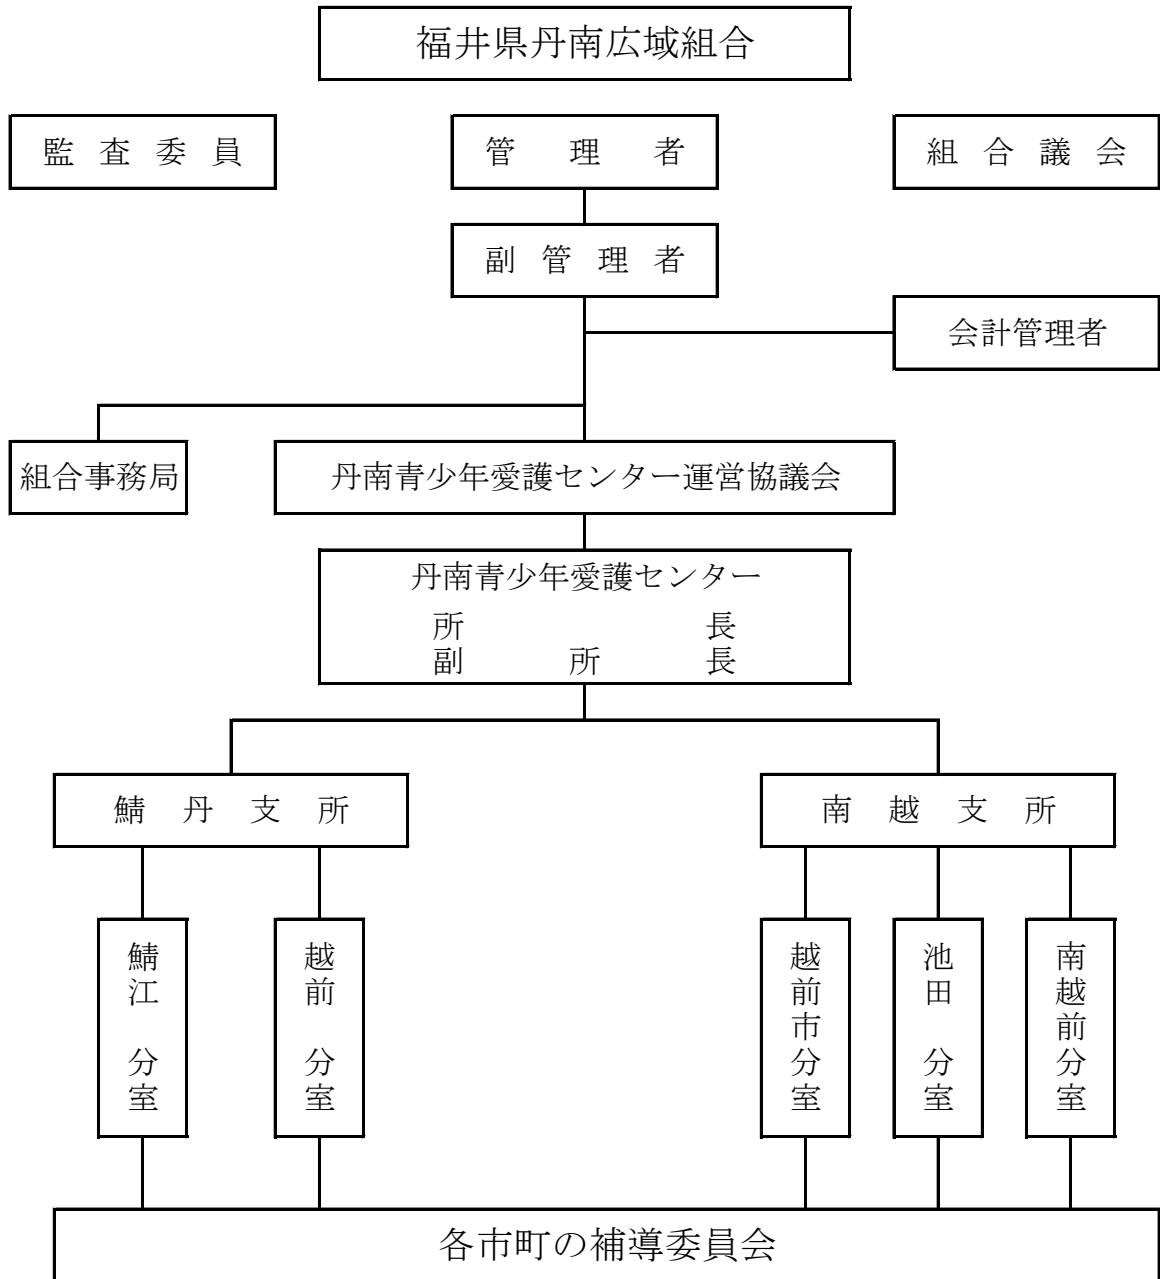 福井県丹南広域組合
監査委員
管理者
組合議会
副管理者
会計管理者
組合事務局
丹南青少年愛護センター運営協議会
丹南青少年愛護センター
所長
副所長
鯖丹支所
南越支所
鯖江分室
越前分室
越前市分室
池田分室
南越前分室
各市町の補導委員会